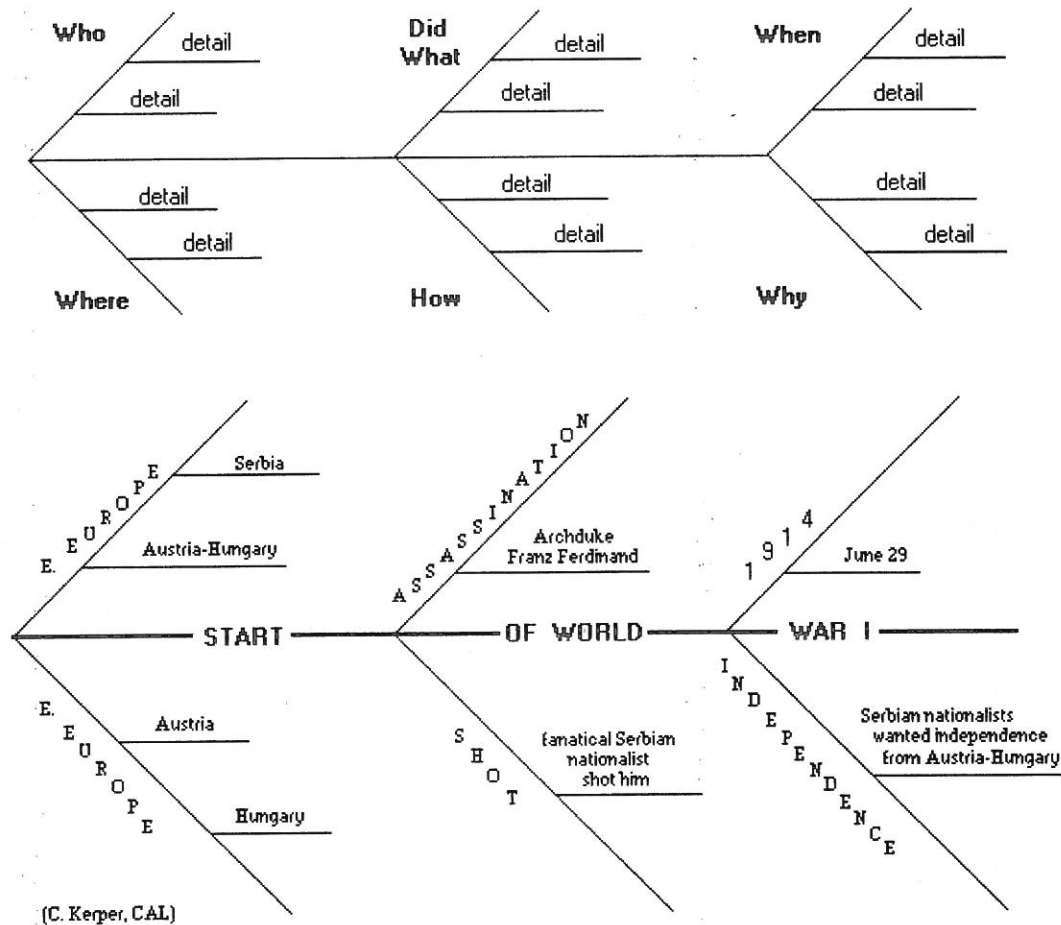 Who
detail
detail
Did
What
detail
detail
When
detail
detail
detail
detail
Where
detail
detail
How
detail
detail
Why
E. EUROPE
Serbia
Austria-Hungary
ASSASSINATION
Archduke
Franz Ferdinand
1914
June 29
START OF WORLD WAR I
E. EUROPE
Austria
Hungary
SHOT
fanatical Serbian
nationalist
shot him
INDEPENDENCE
Serbian nationalists
wanted independence
from Austria-Hungary
(C. Kerper, CAL)